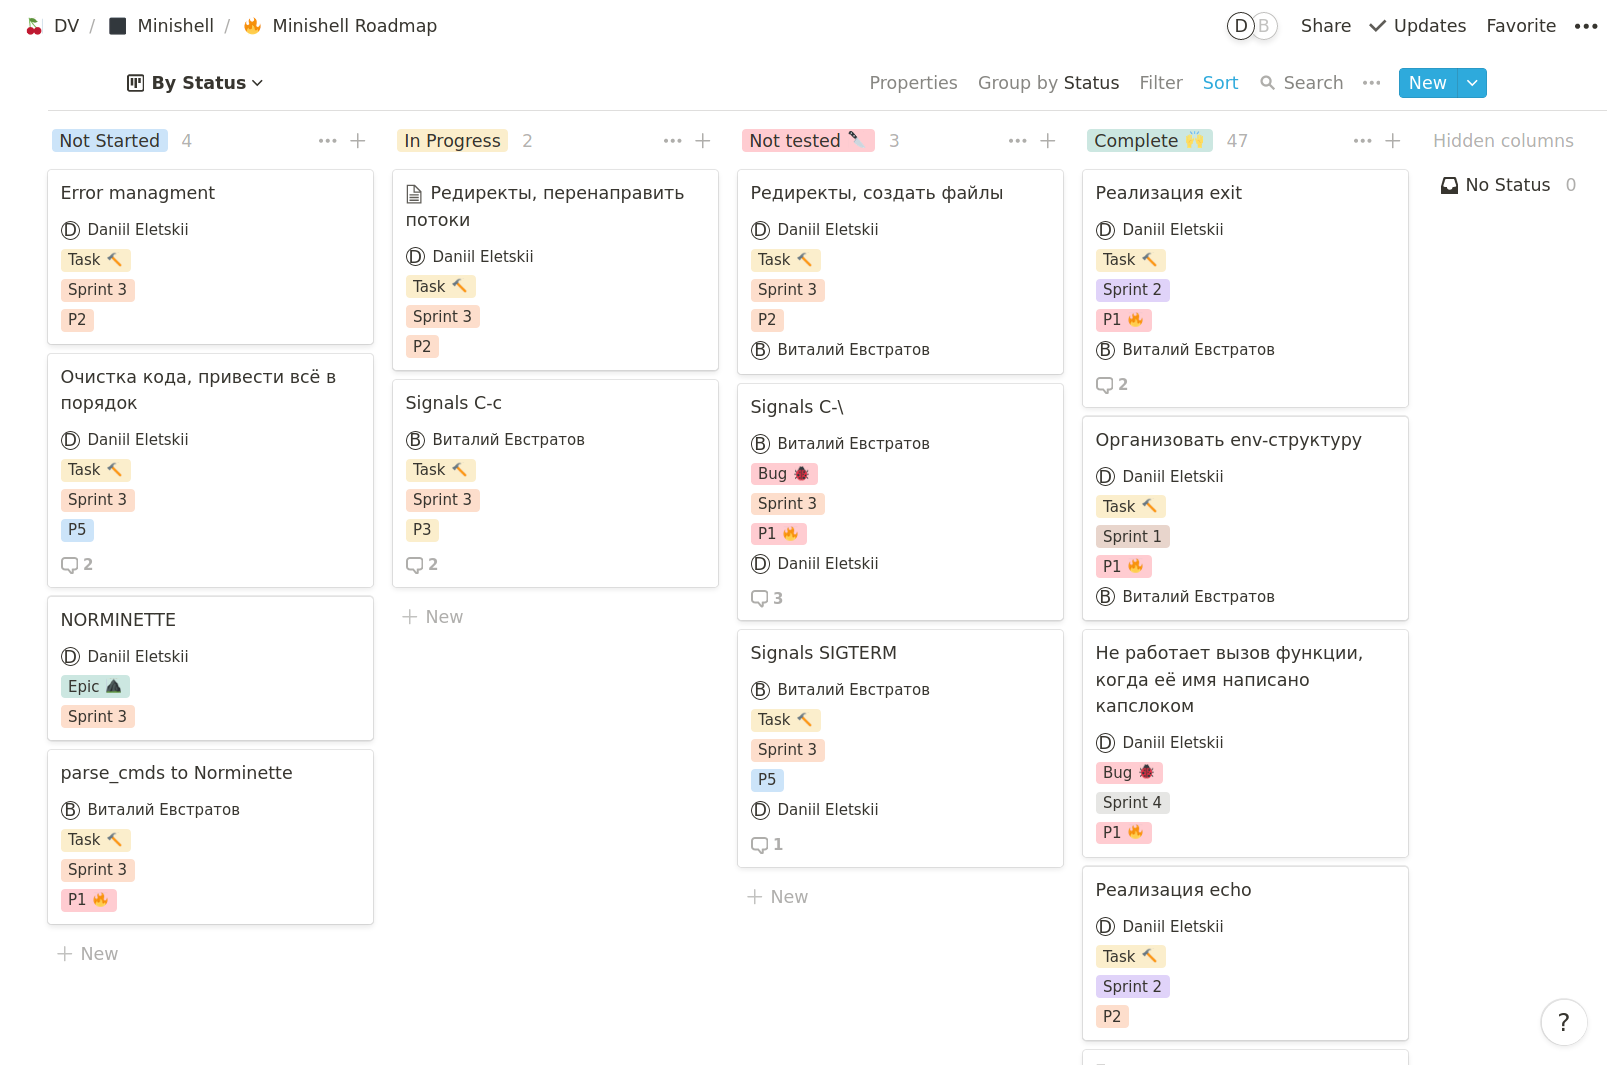 DV / Minishell / Minishell Roadmap
D B Share Updates Favorite
By Status
Properties Group by Status Filter Sort Search New
Not Started 4
Error managment
D Daniil Eletskii
Task
Sprint 3
P2
Очистка кода, привести всё в
порядок
D Daniil Eletskii
Task
Sprint 3
P5
2
NORMINETTE
D Daniil Eletskii
Epic
Sprint 3
parse_cmds to Norminette
В Виталий Евстратов
Task
Sprint 3
P1
New
In Progress 2
Редиректы, перенаправить
потоки
D Daniil Eletskii
Task
Sprint 3
P2
Signals C-c
В Виталий Евстратов
Task
Sprint 3
P3
2
New
Not tested 3
Редиректы, создать файлы
D Daniil Eletskii
Task
Sprint 3
P2
В Виталий Евстратов
Signals C-\
В Виталий Евстратов
Bug
Sprint 3
P1
D Daniil Eletskii
3
Signals SIGTERM
В Виталий Евстратов
Task
Sprint 3
P5
D Daniil Eletskii
1
New
Complete 47
Реализация exit
D Daniil Eletskii
Task
Sprint 2
P1
В Виталий Евстратов
2
Организовать env-структуру
D Daniil Eletskii
Task
Sprint 1
P1
В Виталий Евстратов
Не работает вызов функции,
когда её имя написано
капслоком
D Daniil Eletskii
Bug
Sprint 4
P1
Реализация echo
D Daniil Eletskii
Task
Sprint 2
P2
Hidden columns
No Status 0
?